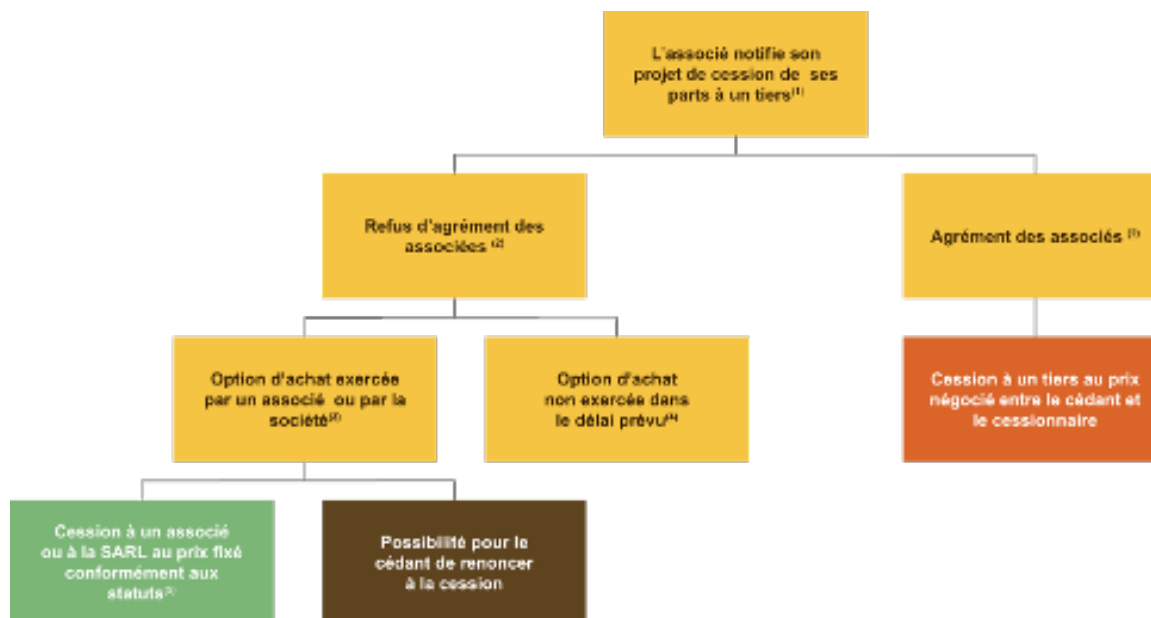 L'associé notifie son
projet de cession de ses
parts à un tiers(1)
Refus d'agrément des
associées (2)
Agrément des associés
Option d'achat exercée
par un associé ou par la
société
Option d'achat
non exercée dans
le délai prévu(4)
Cession à un tiers au prix
négocié entre le cédant et
le cessionnaire
Cession à un associé
ou à la SARL au prix fixé
conformément aux
statuts
Possibilité pour le
cédant de renoncer
à la cession